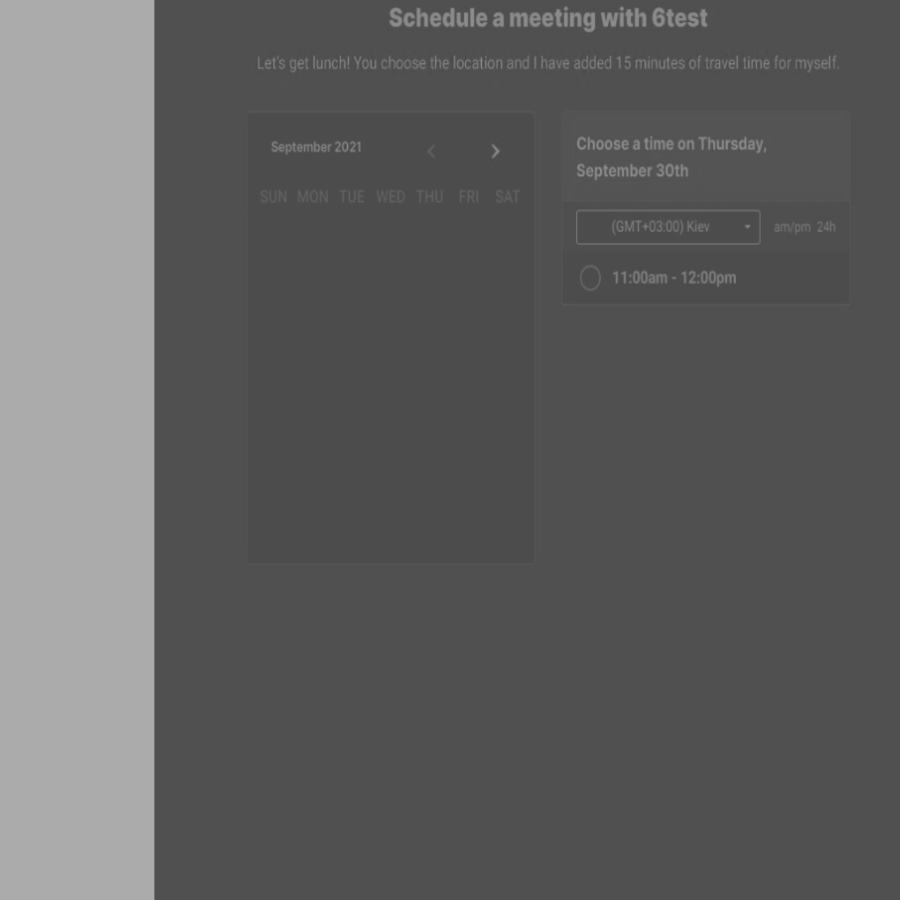 Schedule a meeting with 6test
Let's get lunch! You choose the location and I have added 15 minutes of travel time for myself.
September 2021
SUN MON TUE WED THU FRI SAT
Choose a time on Thursday,
September 30th
(GMT+03:00) Kiev
am/pm 24h
11:00am - 12:00pm